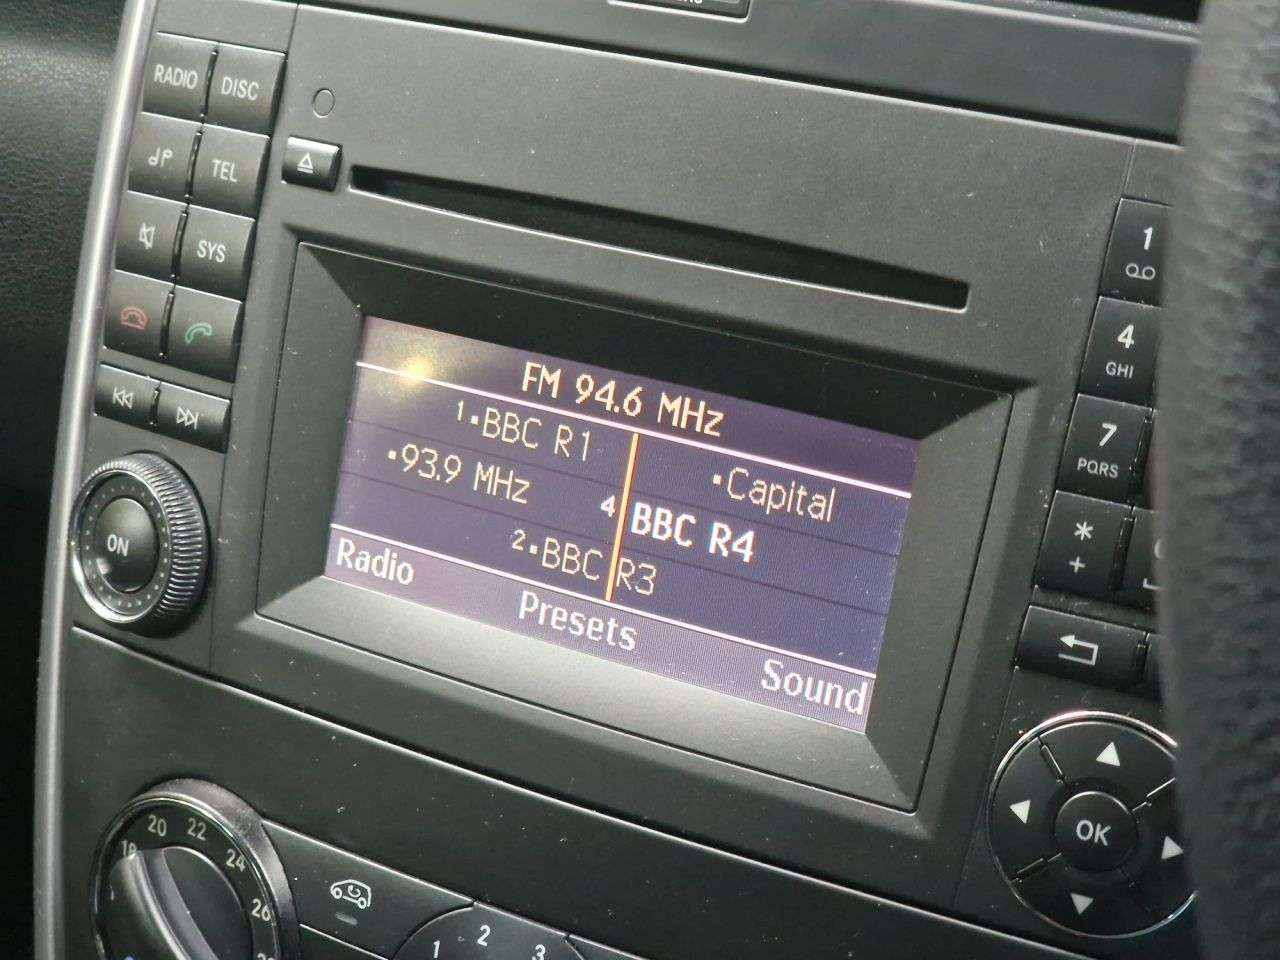 RADIO DISC
TEL
SYS
ON
FM 94.6 MHz
1 BBC R1
Capital
93.9 MHz
4 BBC R4
2 BBC R3
Radio Presets Sound
1
4
GHI
7
PQRS
*
+
OK
18 20 22 24 26
1 2 3